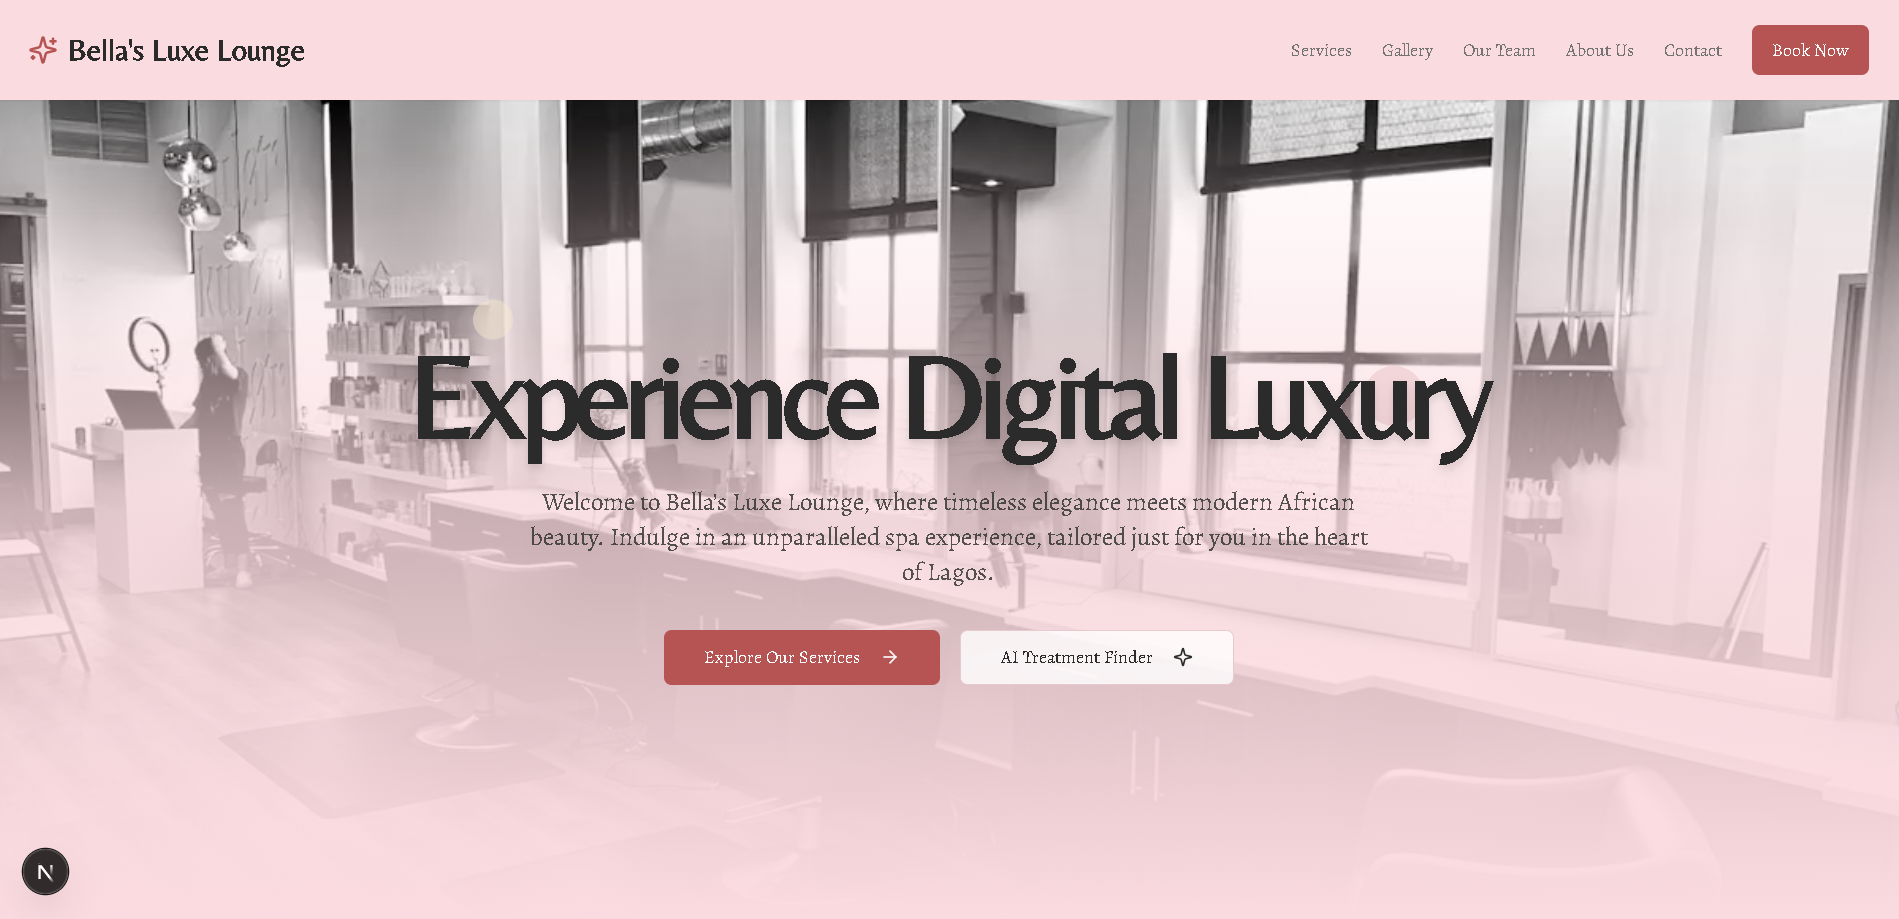 Bella's Luxe Lounge
Services
Gallery
Our Team
About Us
Contact
Book Now
Experience Digital Luxury
Welcome to Bella's Luxe Lounge, where timeless elegance meets modern African
beauty. Indulge in an unparalleled spa experience, tailored just for you in the heart
of Lagos.
Explore Our Services
AI Treatment Finder
N